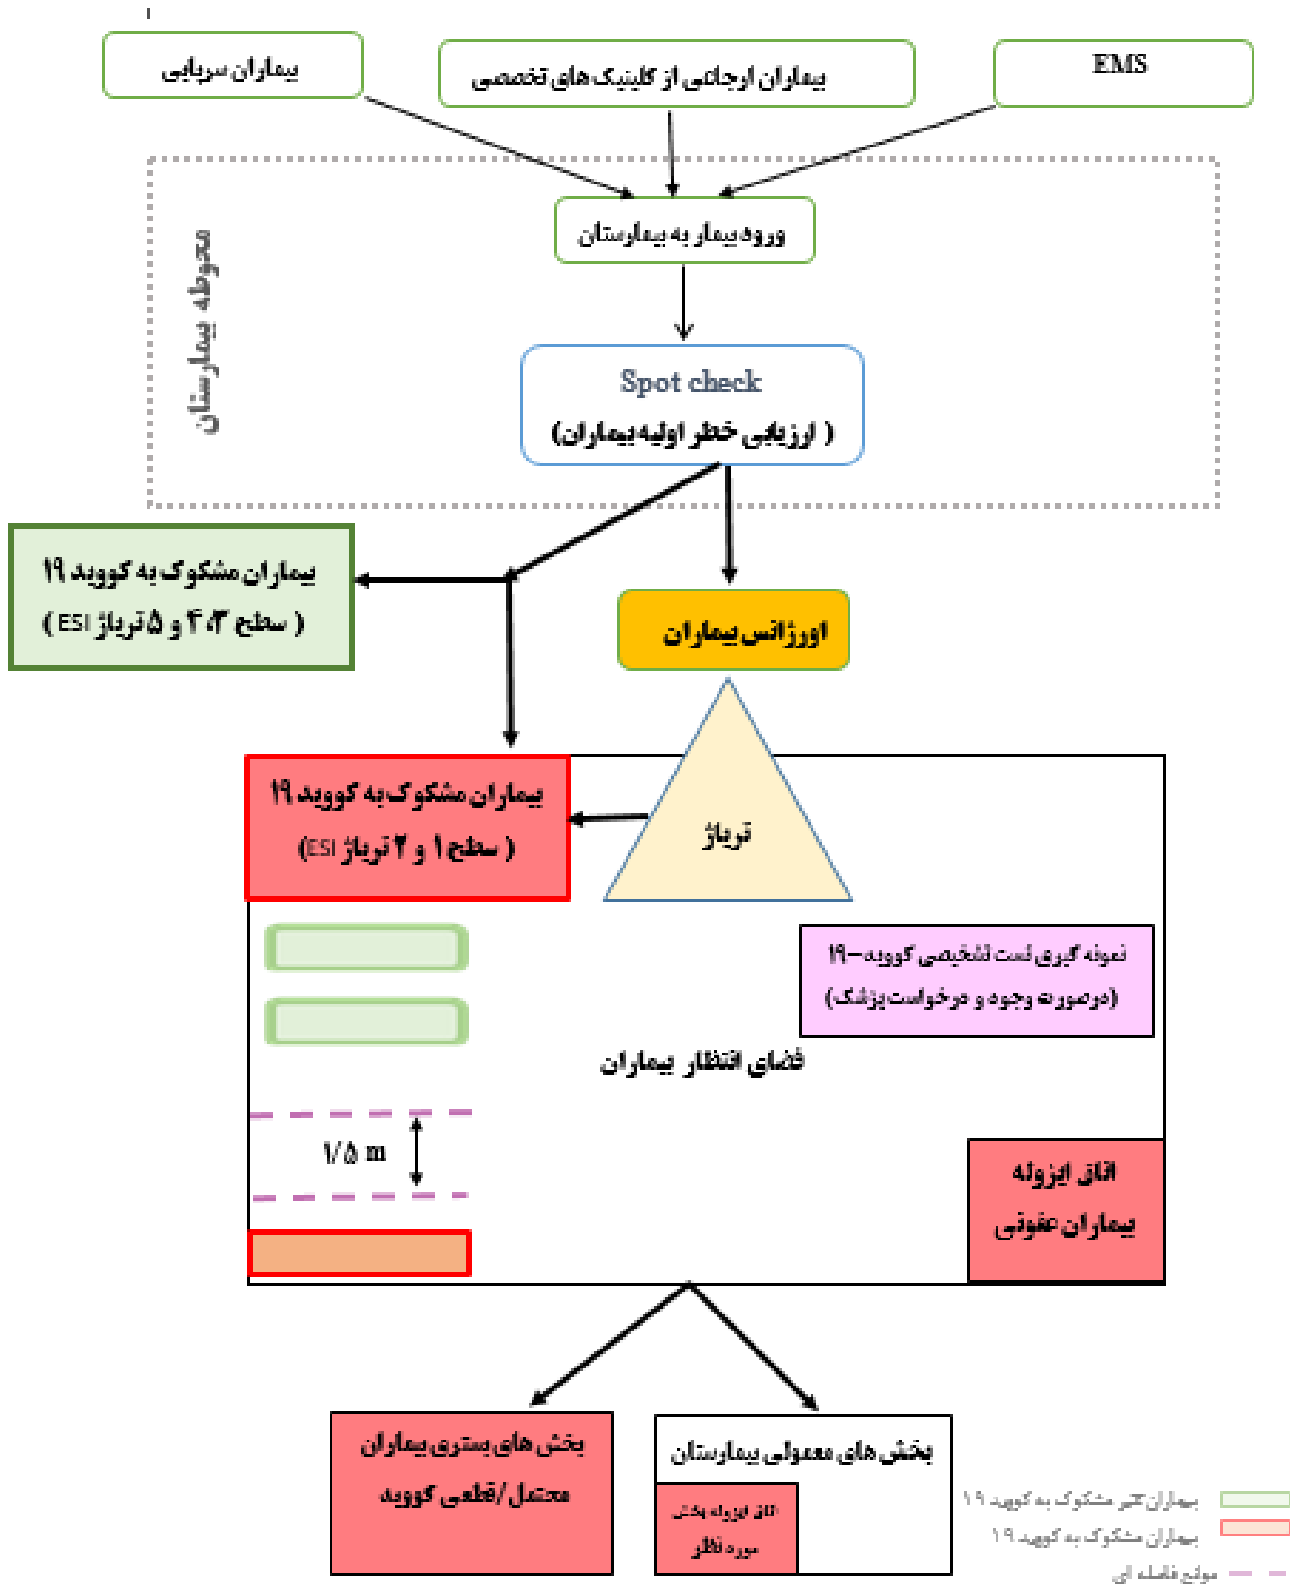 بیماران سرپایی
بیماران ارجاعی از کلینیک های تخصصی
EMS
ورود بیمار به بیمارستان
محوطه بیمارستان
Spot check
( ارزیابی خطر اولیه بیماران)
بیماران مشکوک به کووید ۱۹
( سطح ۳،۴ و ۵ تریاژ ESI )
اورژانس بیماران
بیماران مشکوک به کووید ۱۹
( سطح ۱ و ۲ تریاژ ESI)
تریاژ
نمونه گیری تست تشخیصی کووید-۱۹
(درصورت وجود و درخواست پزشک)
فضای انتظار بیماران
۱/۵ m
اتاق ایزوله
بیماران عفونی
بخش های بستری بیماران
محتمل/قطعی کووید
بخش های معمولی بیمارستان
اتاق ایزوله بخش
مورد نظر
بیماران غیر مشکوک به کووید ۱۹
بیماران مشکوک به کووید ۱۹
موانع فاصله ای